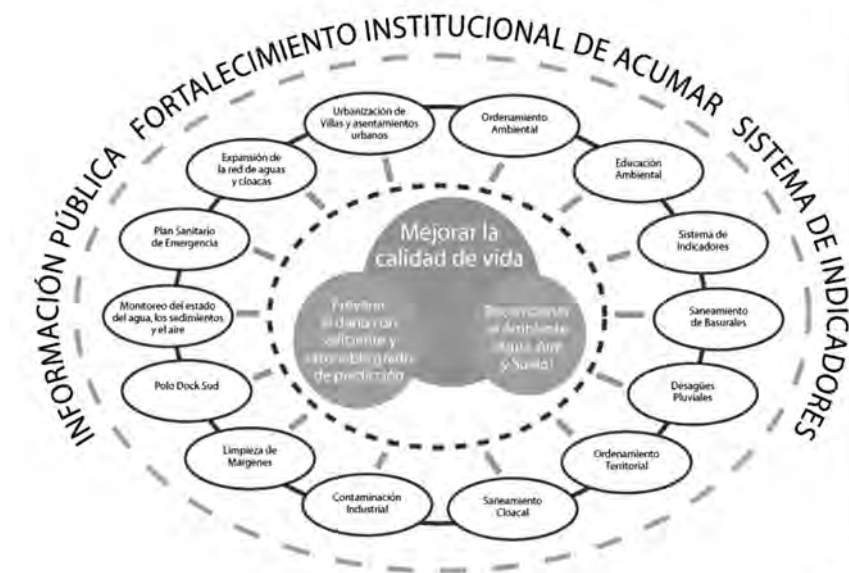 INFORMACIÓN PÚBLICA
FORTALECIMIENTO INSTITUCIONAL DE ACUMAR
SISTEMA DE INDICADORES
Urbanización de
Villas y asentamientos
urbanos
Ordenamiento
Ambiental
Educación
Ambiental
Sistema de
Indicadores
Saneamiento
de Basurales
Desagües
Pluviales
Ordenamiento
Territorial
Saneamiento
Cloacal
Contaminación
Industrial
Limpieza de
Márgenes
Polo Dock Sud
Monitoreo del estado
del agua, los sedimentos
y el aire
Plan Sanitario
de Emergencia
Expansión de
la red de aguas
y cloacas
Mejorar la
calidad de vida
Prevenir
el daño con
suficiente y
razonable grado
de predicción
Recomponer
el Ambiente
(Agua, Aire
y Suelo)